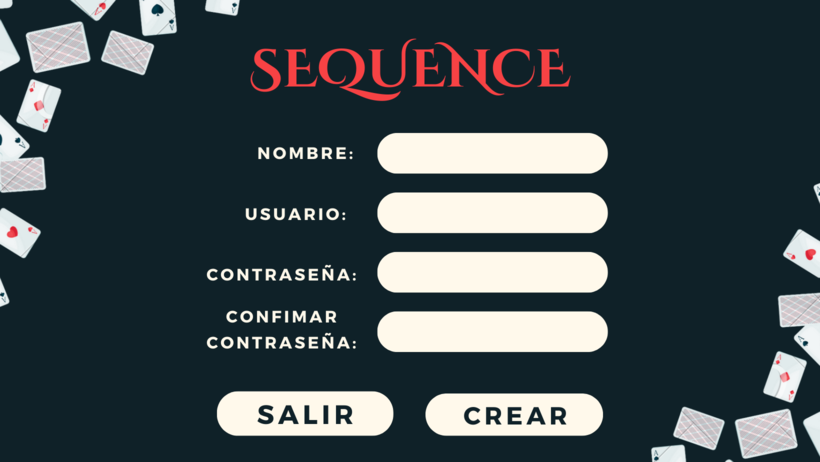 SEQUENCE
NOMBRE:
USUARIO:
CONTRASEÑA:
CONFIMAR
CONTRASEÑA:
SALIR
CREAR